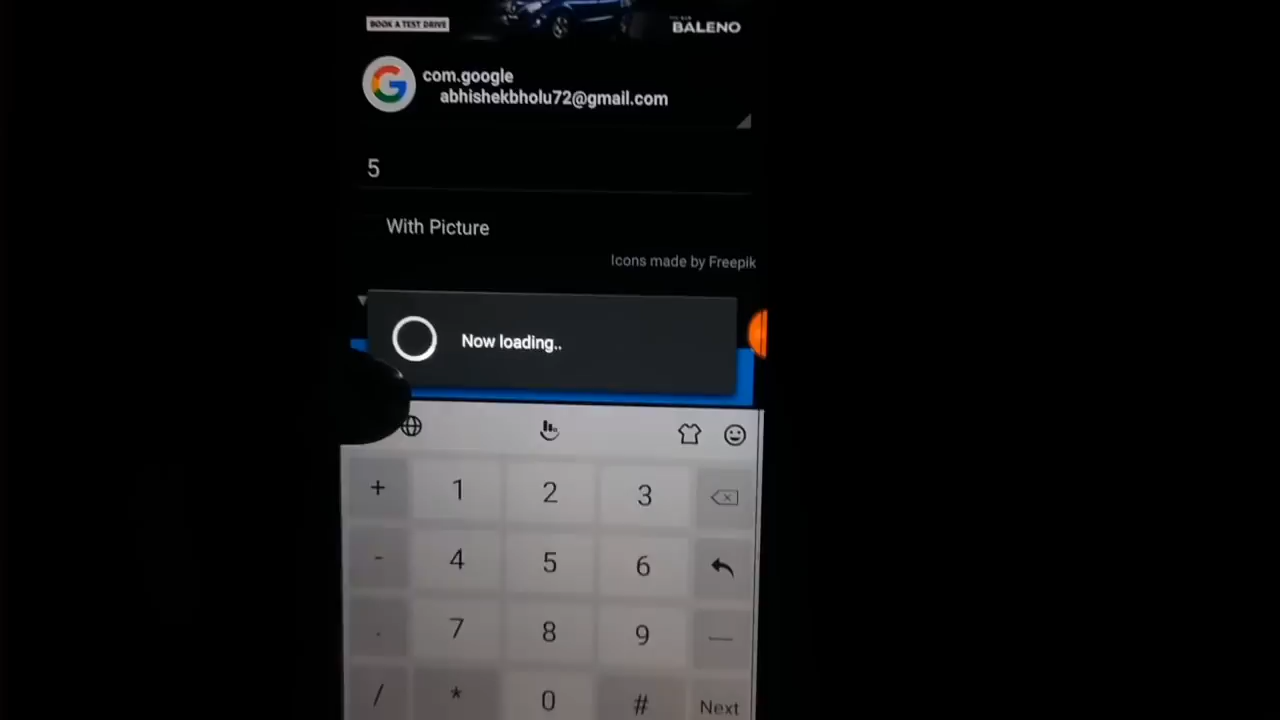 BOOK A TEST DRIVE
BALENO
com.google
abhishekbholu72@gmail.com
5
With Picture
Icons made by Freepik
Now loading..
+ 1 2 3
- 4 5 6
. 7 8 9
/ * 0 # Next